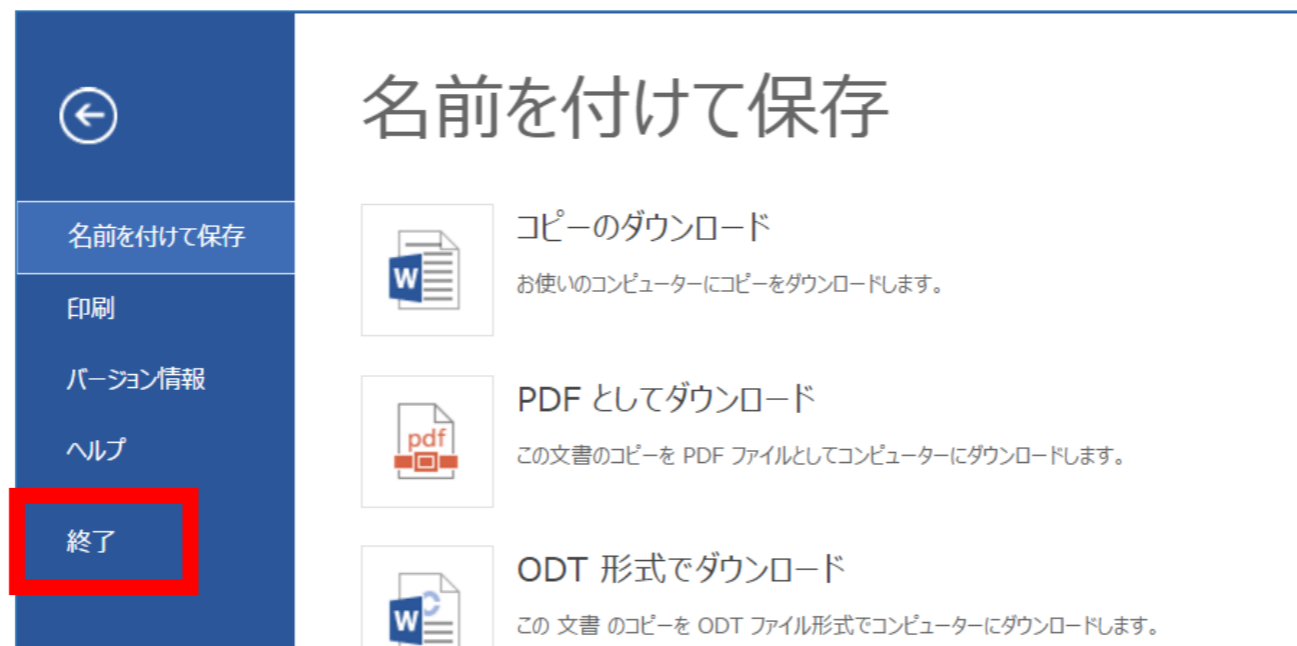 名前を付けて保存
名前を付けて保存
印刷
バージョン情報
ヘルプ
終了
W
コピーのダウンロード
お使いのコンピューターにコピーをダウンロードします。
pdf
PDF としてダウンロード
この文書のコピーを PDF ファイルとしてコンピューターにダウンロードします。
W
ODT 形式でダウンロード
この 文書 のコピーを ODT ファイル形式でコンピューターにダウンロードします。